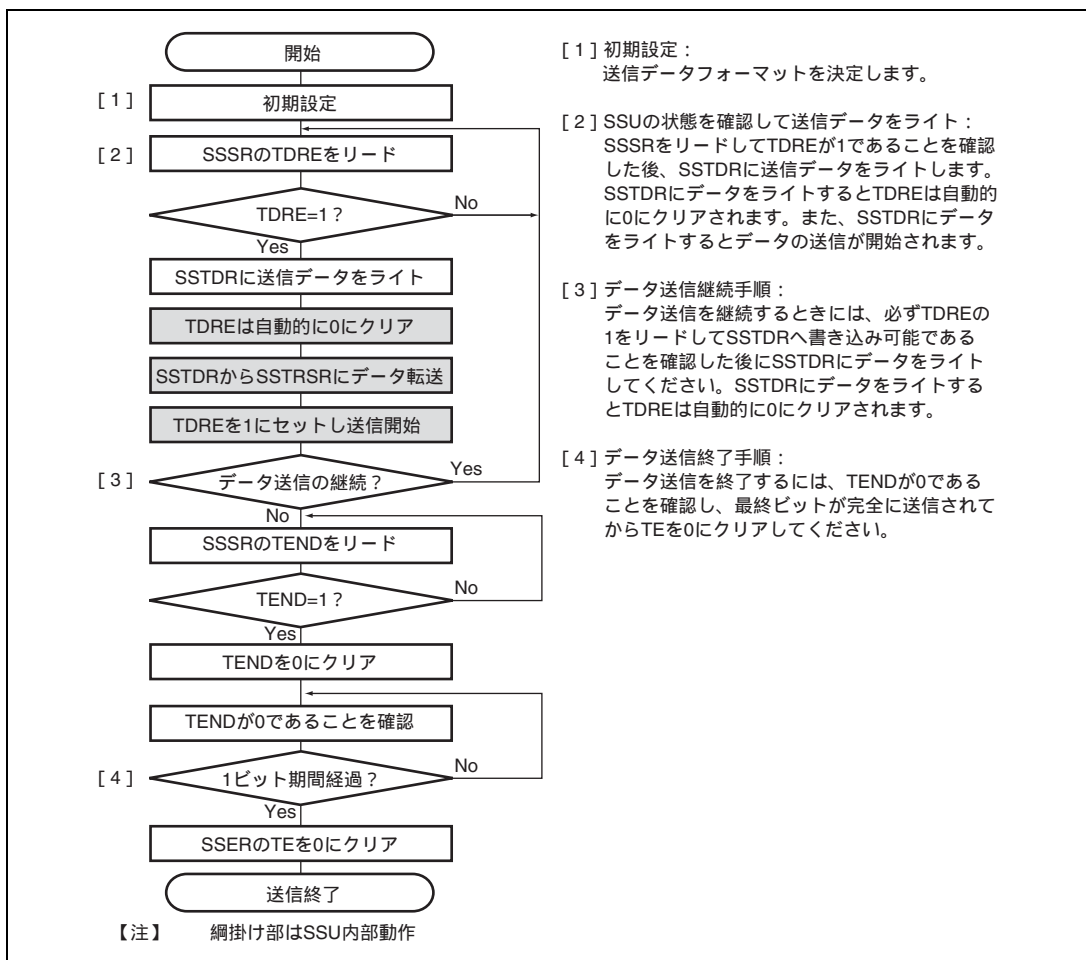 開始
[1] 初期設定
[2] SSSRのTDREをリード
TDRE=1?
No
Yes
SSTDRに送信データをライト
TDREは自動的に0にクリア
SSTDRからSSTRSRにデータ転送
TDREを1にセットし送信開始
[3] データ送信の継続?
Yes
No
SSSRのTENDをリード
TEND=1?
No
Yes
TENDを0にクリア
TENDが0であることを確認
[4] 1ビット期間経過?
No
Yes
SSERのTEを0にクリア
送信終了
【注】 網掛け部はSSU内部動作
[1] 初期設定:
送信データフォーマットを決定します。
[2] SSUの状態を確認して送信データをライト:
SSSRをリードしてTDREが1であることを確認
した後、SSTDRに送信データをライトします。
SSTDRにデータをライトするとTDREは自動的
に0にクリアされます。また、SSTDRにデータ
をライトするとデータの送信が開始されます。
[3] データ送信継続手順:
データ送信を継続するときには、必ずTDREの
1をリードしてSSTDRへ書き込み可能である
ことを確認した後にSSTDRにデータをライト
してください。SSTDRにデータをライトする
とTDREは自動的に0にクリアされます。
[4] データ送信終了手順:
データ送信を終了するには、TENDが0である
ことを確認し、最終ビットが完全に送信されて
からTEを0にクリアしてください。